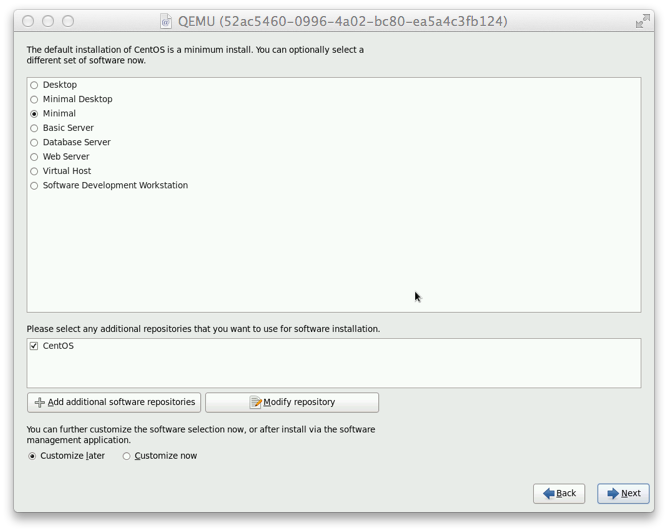 QEMU (52ac5460-0996-4a02-bc80-ea5a4c3fb124)
The default installation of CentOS is a minimum install. You can optionally select a
different set of software now.
Desktop
Minimal Desktop
Minimal
Basic Server
Database Server
Web Server
Virtual Host
Software Development Workstation
Please select any additional repositories that you want to use for software installation.
CentOS
Add additional software repositories
Modify repository
You can further customize the software selection now, or after install via the software
management application.
Customize later
Customize now
Back
Next